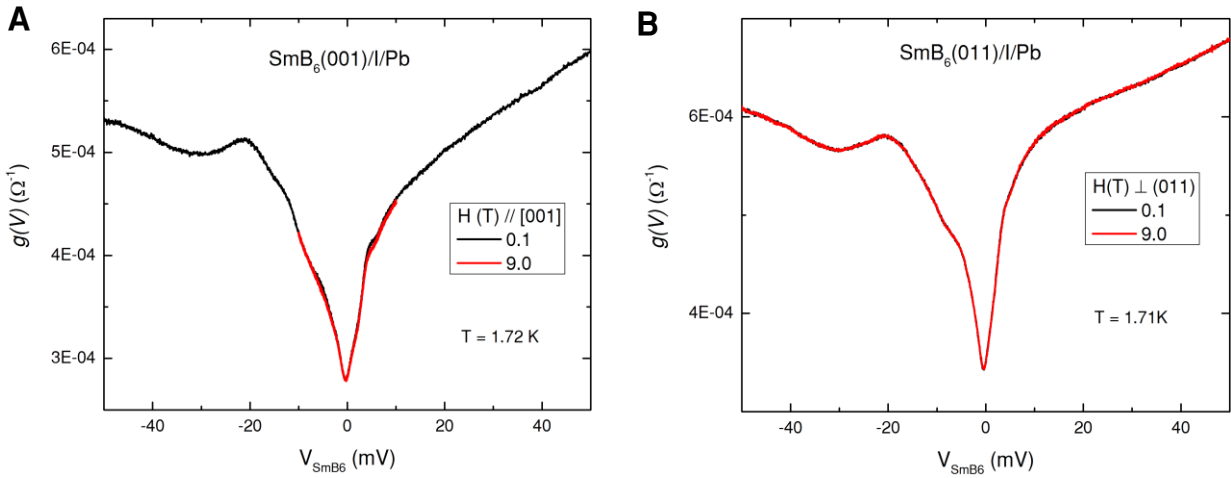 A
SmB₆(001)/I/Pb
g(V) (Ω⁻¹)
6E-04
5E-04
4E-04
3E-04
H (T) // [001]
0.1
9.0
T = 1.72 K
-40
-20
0
20
40
V_SmB6 (mV)
B
SmB₆(011)/I/Pb
g(V) (Ω⁻¹)
6E-04
4E-04
H(T) ⊥ (011)
0.1
9.0
T = 1.71K
-40
-20
0
20
40
V_SmB6 (mV)